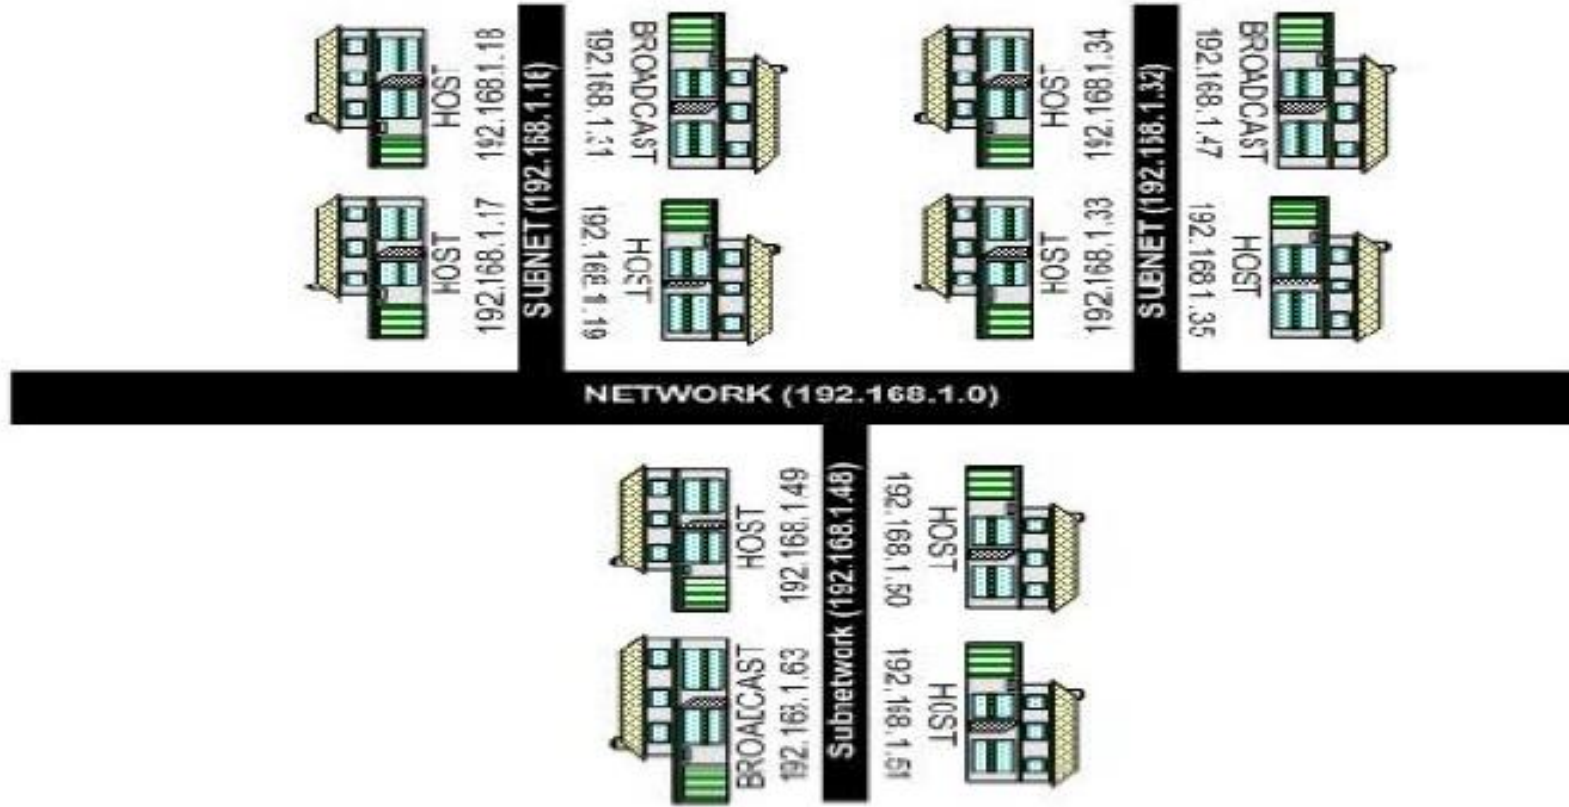 HOST
192.168.1.18
SUBNET (192.168.1.16)
BROADCAST
192.168.1.31
HOST
192.168.1.17
HOST
192.168.1.19
HOST
192.168.1.34
SUBNET (192.168.1.32)
BROADCAST
192.168.1.47
HOST
192.168.1.33
HOST
192.168.1.35
NETWORK (192.168.1.0)
HOST
192.168.1.49
Subnetwork (192.168.1.48)
HOST
192.168.1.50
BROADCAST
192.168.1.63
HOST
192.168.1.51